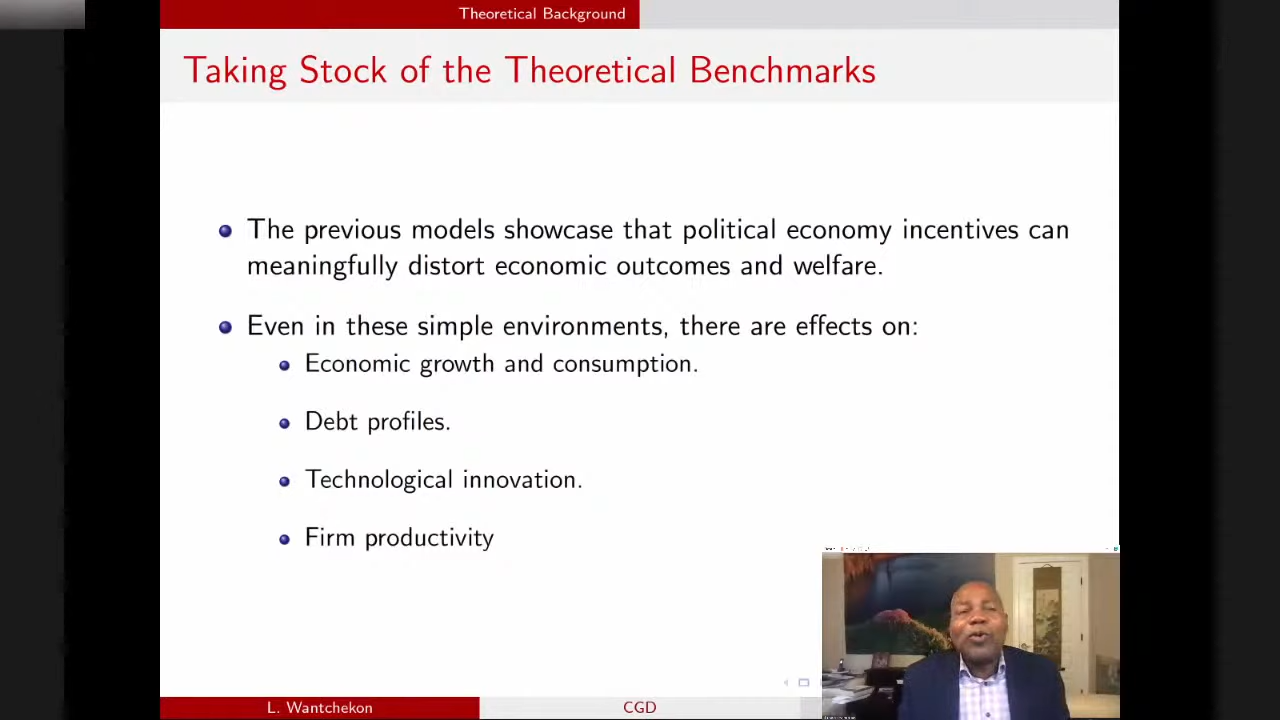 Theoretical Background
Taking Stock of the Theoretical Benchmarks
The previous models showcase that political economy incentives can
meaningfully distort economic outcomes and welfare.
Even in these simple environments, there are effects on:
Economic growth and consumption.
Debt profiles.
Technological innovation.
Firm productivity
L. Wantchekon
CGD